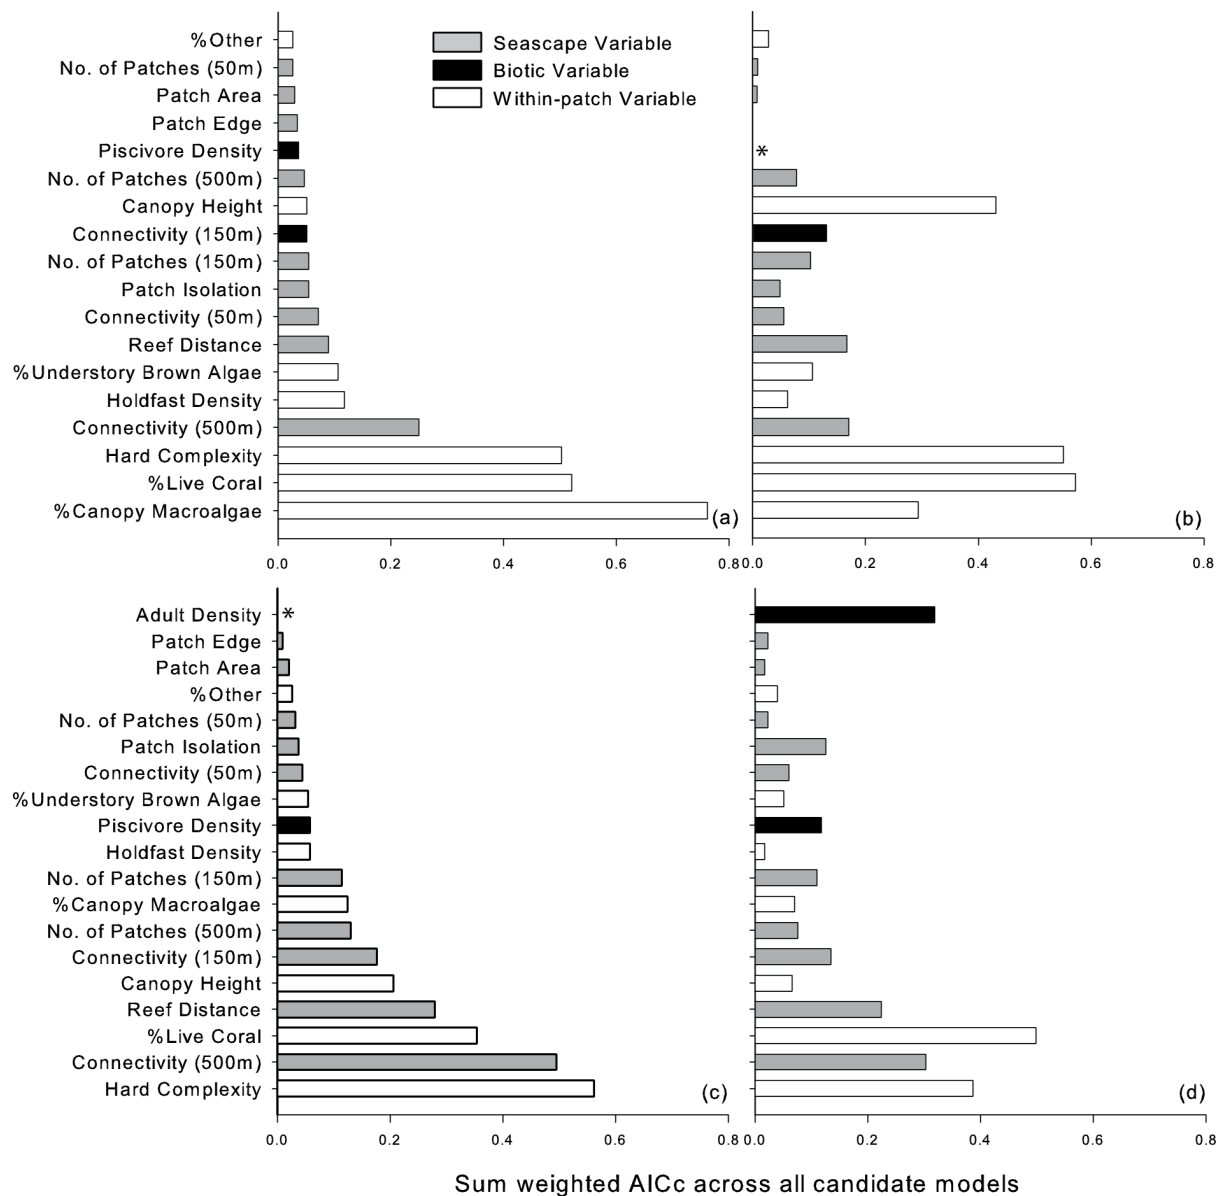 %Other
No. of Patches (50m)
Patch Area
Patch Edge
Piscivore Density
No. of Patches (500m)
Canopy Height
Connectivity (150m)
No. of Patches (150m)
Patch Isolation
Connectivity (50m)
Reef Distance
%Understory Brown Algae
Holdfast Density
Connectivity (500m)
Hard Complexity
%Live Coral
%Canopy Macroalgae
Seascape Variable
Biotic Variable
Within-patch Variable
(a)
0.0 0.2 0.4 0.6 0.8
*
(b)
0.0 0.2 0.4 0.6 0.8
Adult Density *
Patch Edge
Patch Area
%Other
No. of Patches (50m)
Patch Isolation
Connectivity (50m)
%Understory Brown Algae
Piscivore Density
Holdfast Density
No. of Patches (150m)
%Canopy Macroalgae
No. of Patches (500m)
Connectivity (150m)
Canopy Height
Reef Distance
%Live Coral
Connectivity (500m)
Hard Complexity
(c)
0.0 0.2 0.4 0.6 0.8
(d)
0.0 0.2 0.4 0.6 0.8
Sum weighted AICc across all candidate models